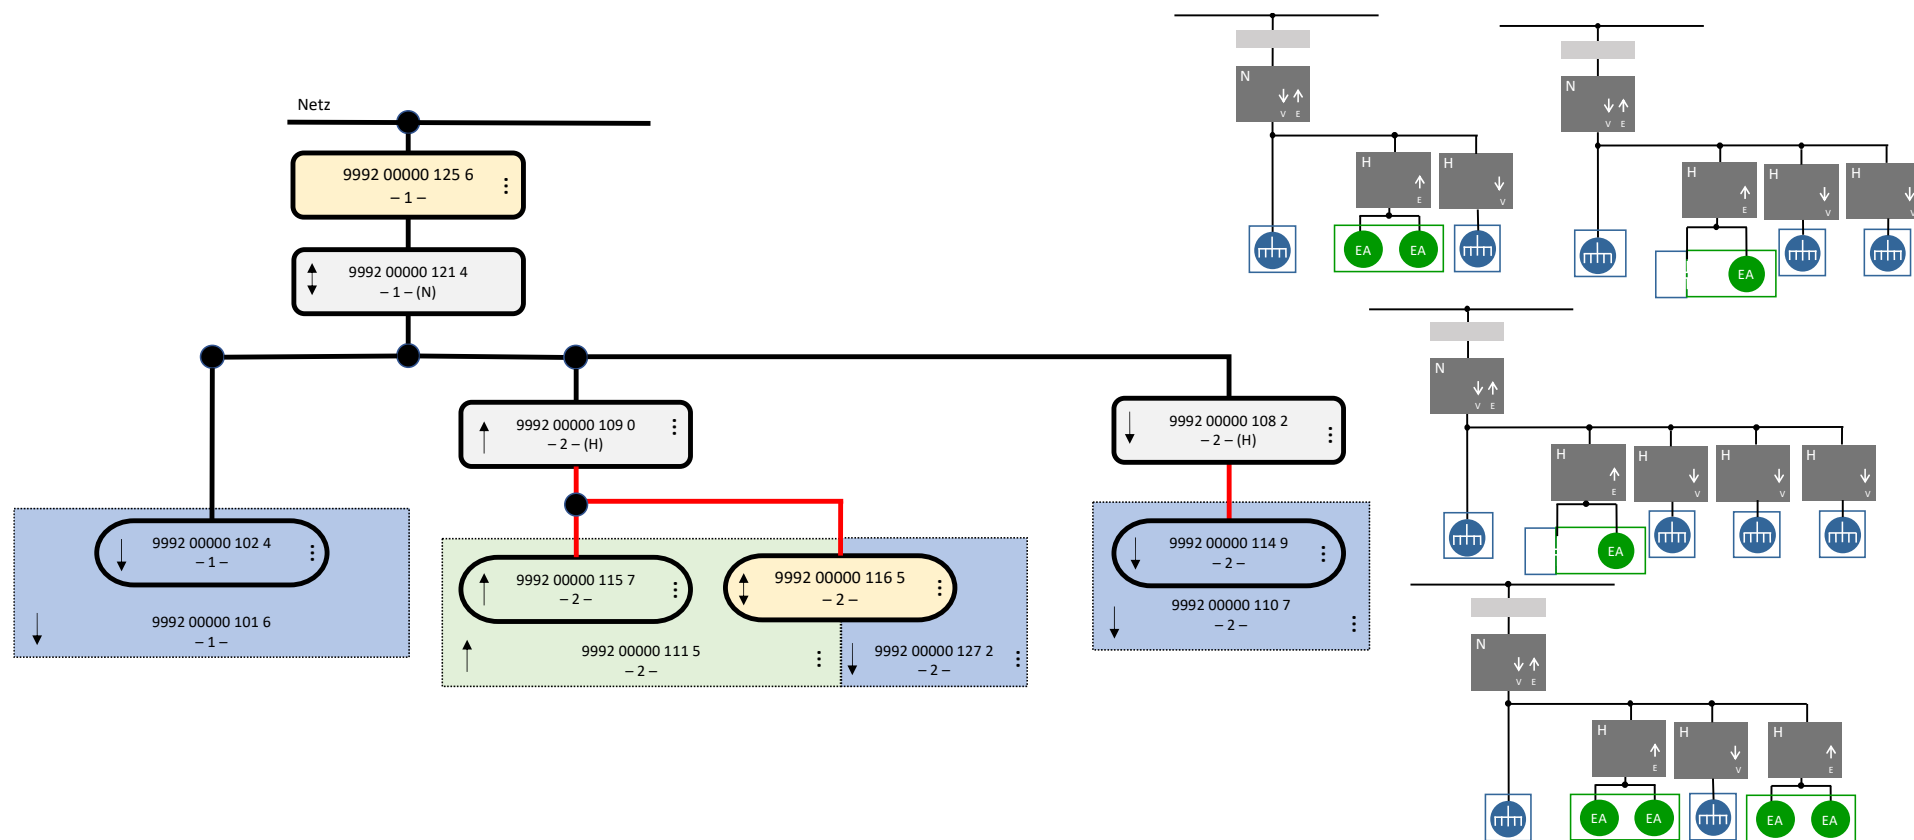 Netz
9992 00000 125 6
– 1 –
9992 00000 121 4
– 1 – (N)
9992 00000 109 0
– 2 – (H)
9992 00000 108 2
– 2 – (H)
9992 00000 102 4
– 1 –
9992 00000 101 6
– 1 –
9992 00000 115 7
– 2 –
9992 00000 116 5
– 2 –
9992 00000 111 5
– 2 –
9992 00000 127 2
– 2 –
9992 00000 114 9
– 2 –
9992 00000 110 7
– 2 –
N
V E
H
E
H
V
EA EA
N
V E
H
E
H
V
H
V
EA
N
V E
H
E
H
V
H
V
H
V
EA
N
V E
H
E
H
V
H
E
EA EA
EA EA